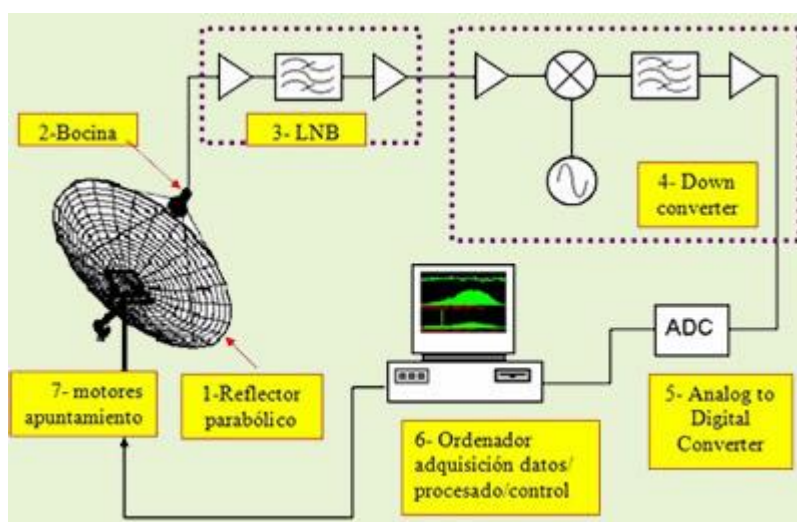 2-Bocina
3- LNB
4- Down
converter
ADC
7- motores
apuntamiento
1-Reflector
parabólico
6- Ordenador
adquisición datos/
procesado/control
5- Analog to
Digital
Converter